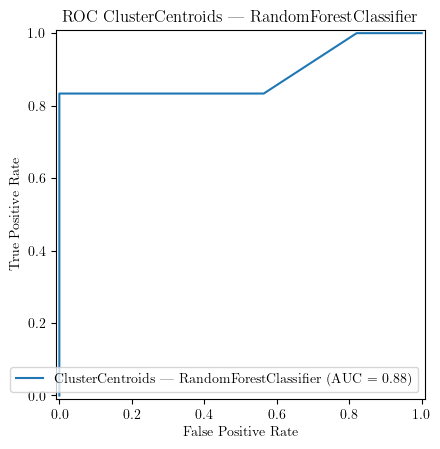 ROC ClusterCentroids — RandomForestClassifier
1.0
0.8
0.6
0.4
0.2
0.0
True Positive Rate
ClusterCentroids — RandomForestClassifier (AUC = 0.88)
0.0 0.2 0.4 0.6 0.8 1.0
False Positive Rate